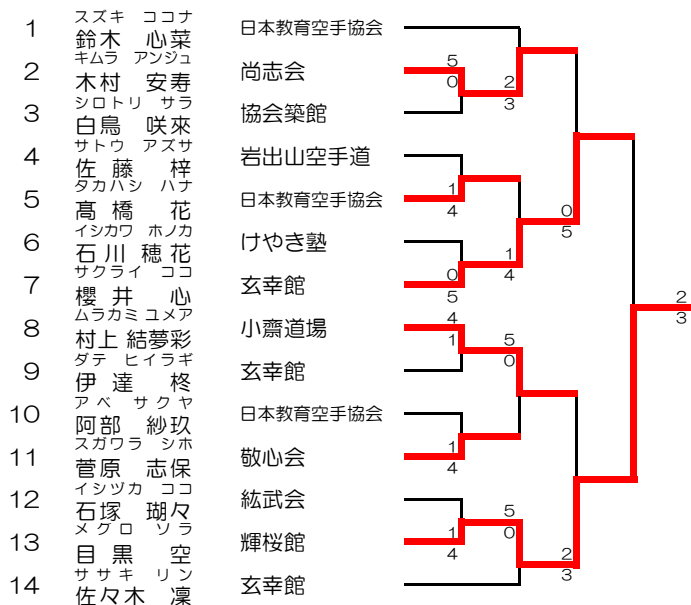 スズキ ココナ
1 鈴木 心菜 日本教育空手協会
キムラ アンジュ
2 木村 安寿 尚志会
シロトリ サラ
3 白鳥 咲來 協会築館
サトウ アズサ
4 佐藤 梓 岩出山空手道
タカハシ ハナ
5 髙橋 花 日本教育空手協会
イシカワ ホノカ
6 石川 穂花 けやき塾
サクライ ココ
7 櫻井 心 玄幸館
ムラカミ ユメア
8 村上 結夢彩 小齋道場
ダテ ヒイラギ
9 伊達 柊 玄幸館
アベ サクヤ
10 阿部 紗玖 日本教育空手協会
スガワラ シホ
11 菅原 志保 敬心会
イシヅカ ココ
12 石塚 瑚々 紘武会
メグロ ソラ
13 目黒 空 輝桜館
ササキ リン
14 佐々木 凜 玄幸館
5
0
2
3
1
4
0
5
1
4
0
5
4
1
5
0
1
4
1
4
5
0
2
3
2
3